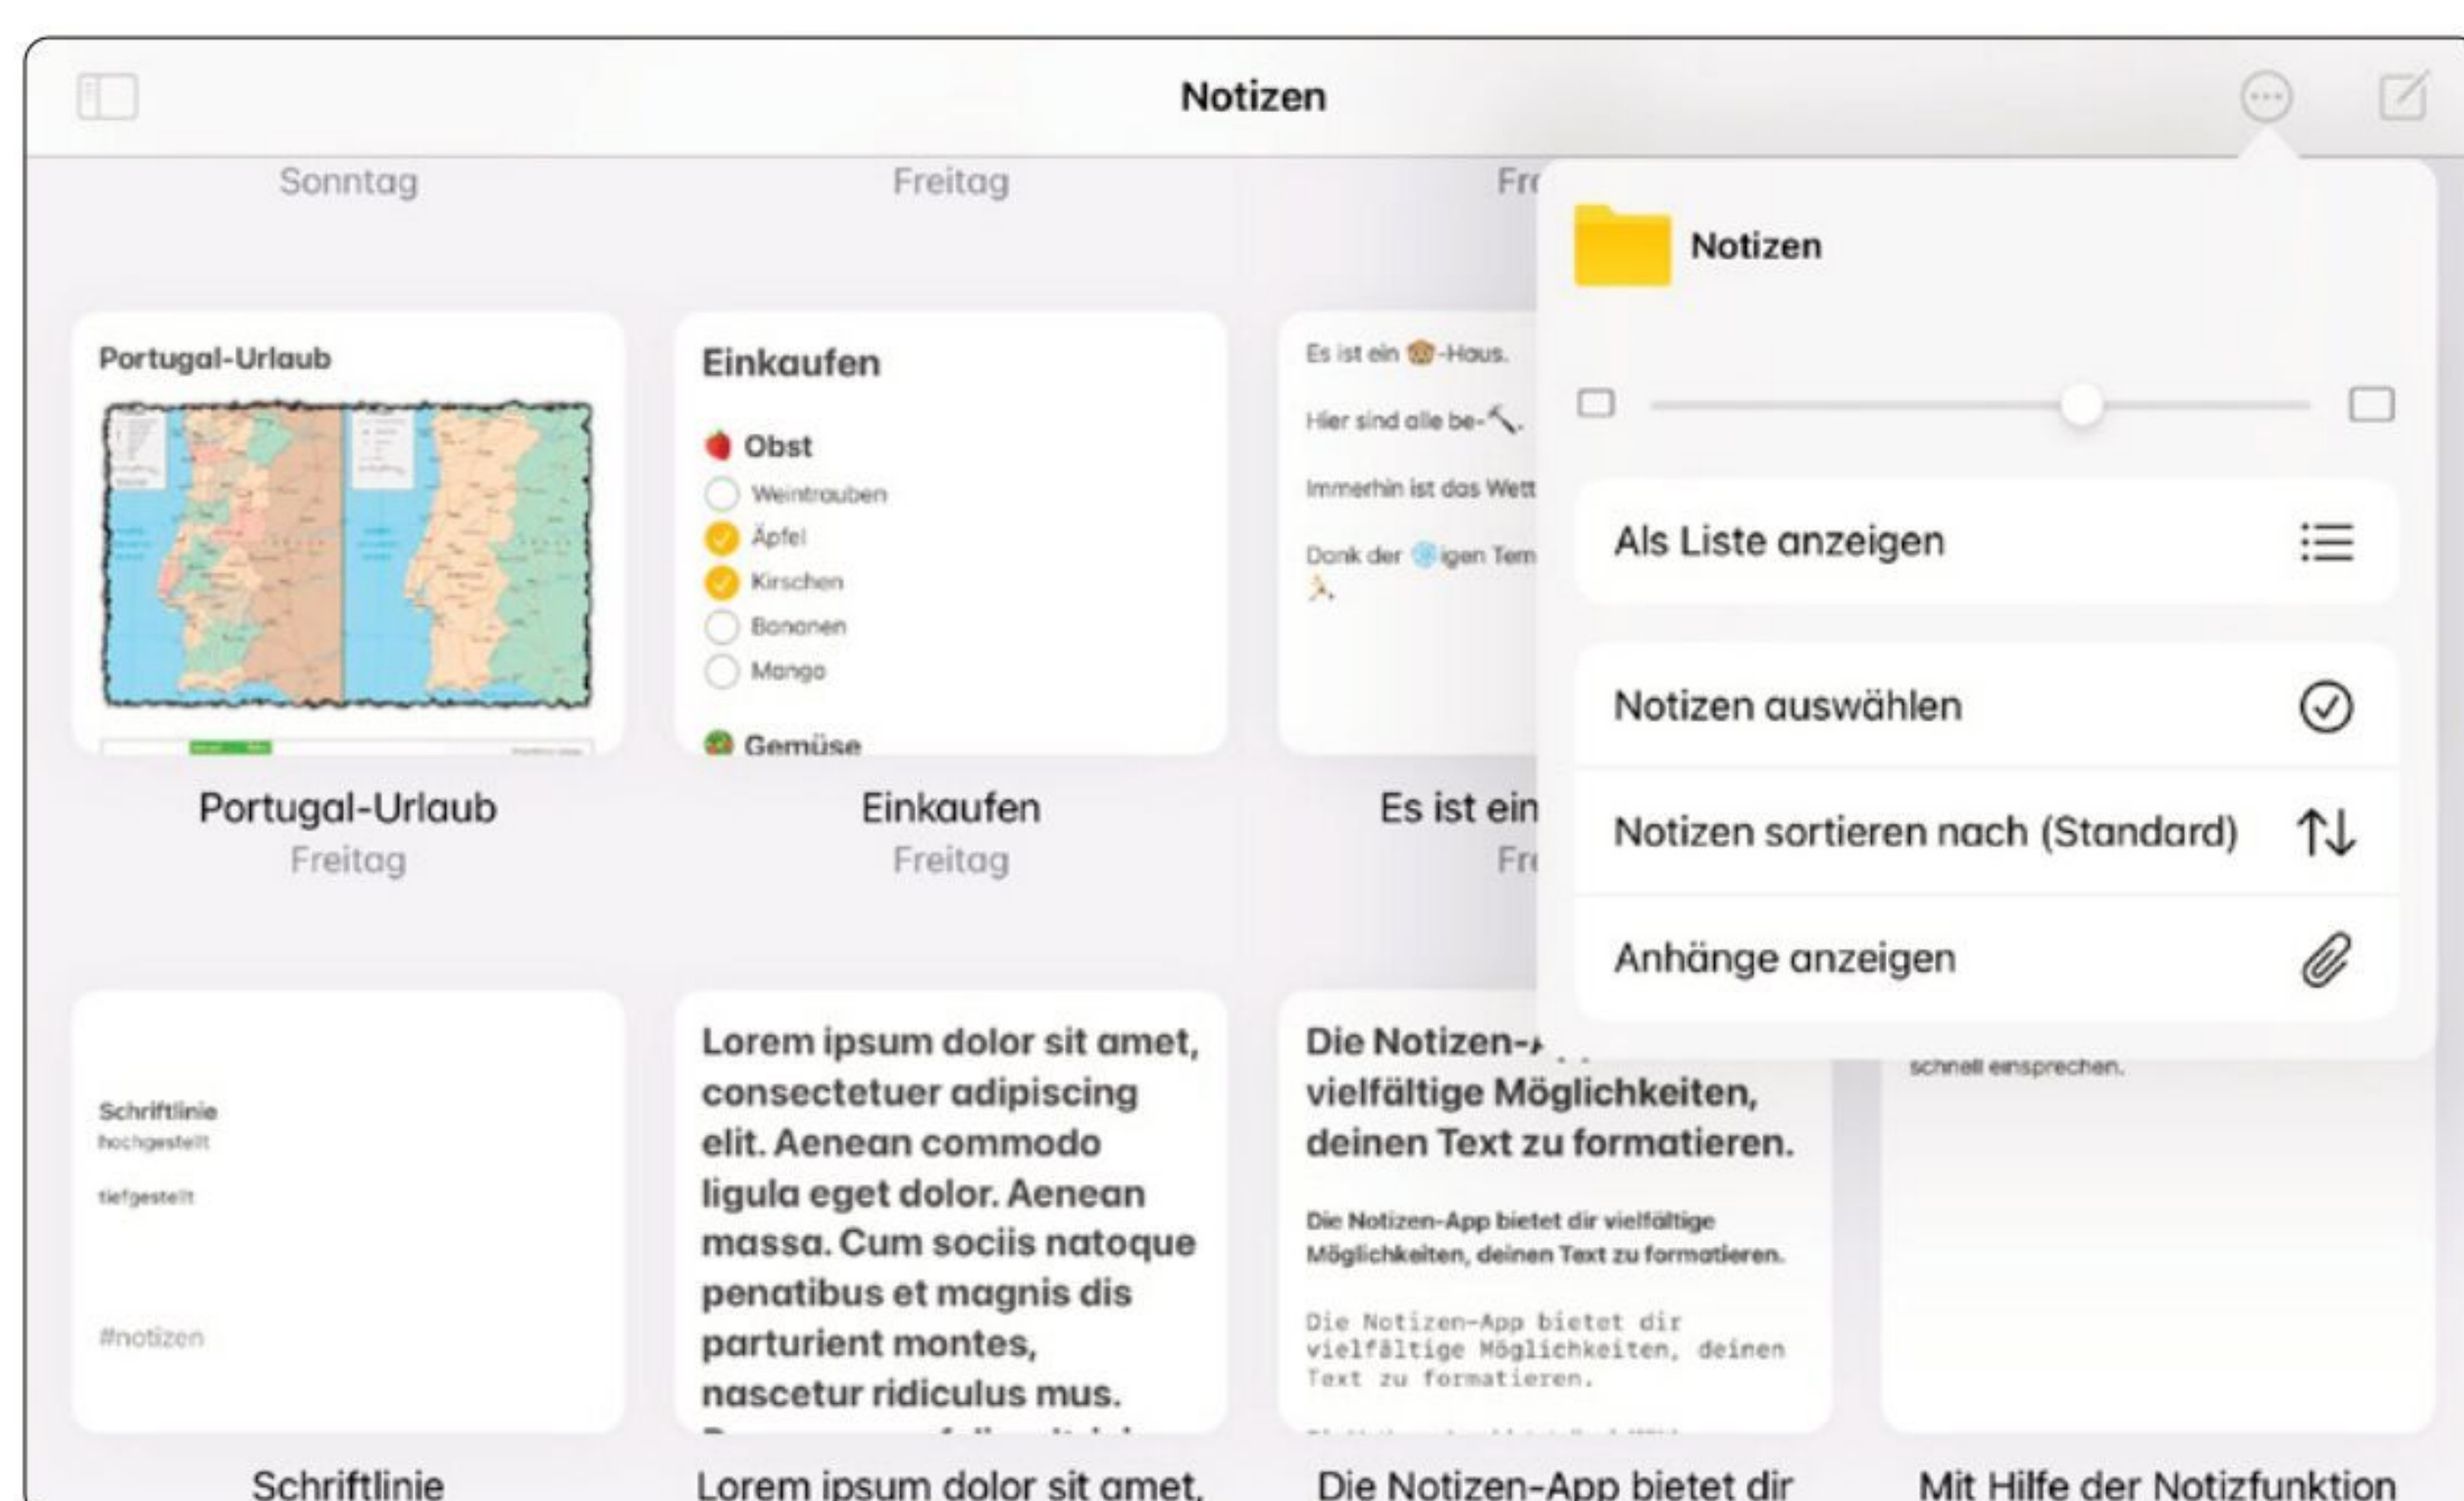 Notizen
Sonntag
Freitag
Notizen
Portugal-Urlaub
Einkaufen
Obst
Weintrauben
Äpfel
Kirschen
Bananen
Mango
Gemüse
Es ist ein -Haus.
Hier sind alle be-
Immerhin ist das
Dank der igen
Als Liste anzeigen
Notizen auswählen
Notizen sortieren nach (Standard)
Anhänge anzeigen
Portugal-Urlaub
Freitag
Einkaufen
Freitag
Es ist ein
Schriftlinie
hochgestellt
tiefgestellt
#notizen
Lorem ipsum dolor sit amet,
consectetuer adipiscing
elit. Aenean commodo
ligula eget dolor. Aenean
massa. Cum sociis natoque
penatibus et magnis dis
parturient montes,
nascetur ridiculus mus.
Die
vielfältige Möglichkeiten,
deinen Text zu formatieren.
Die Notizen-App bietet dir vielfältige
Möglichkeiten, deinen Text zu formatieren.
Die Notizen-App bietet dir
vielfältige Möglichkeiten, deinen
Text zu formatieren.
schnell einsprechen.
Schriftlinie
Lorem ipsum dolor sit amet,
Die Notizen-App bietet dir
Mit Hilfe der Notizfunktion